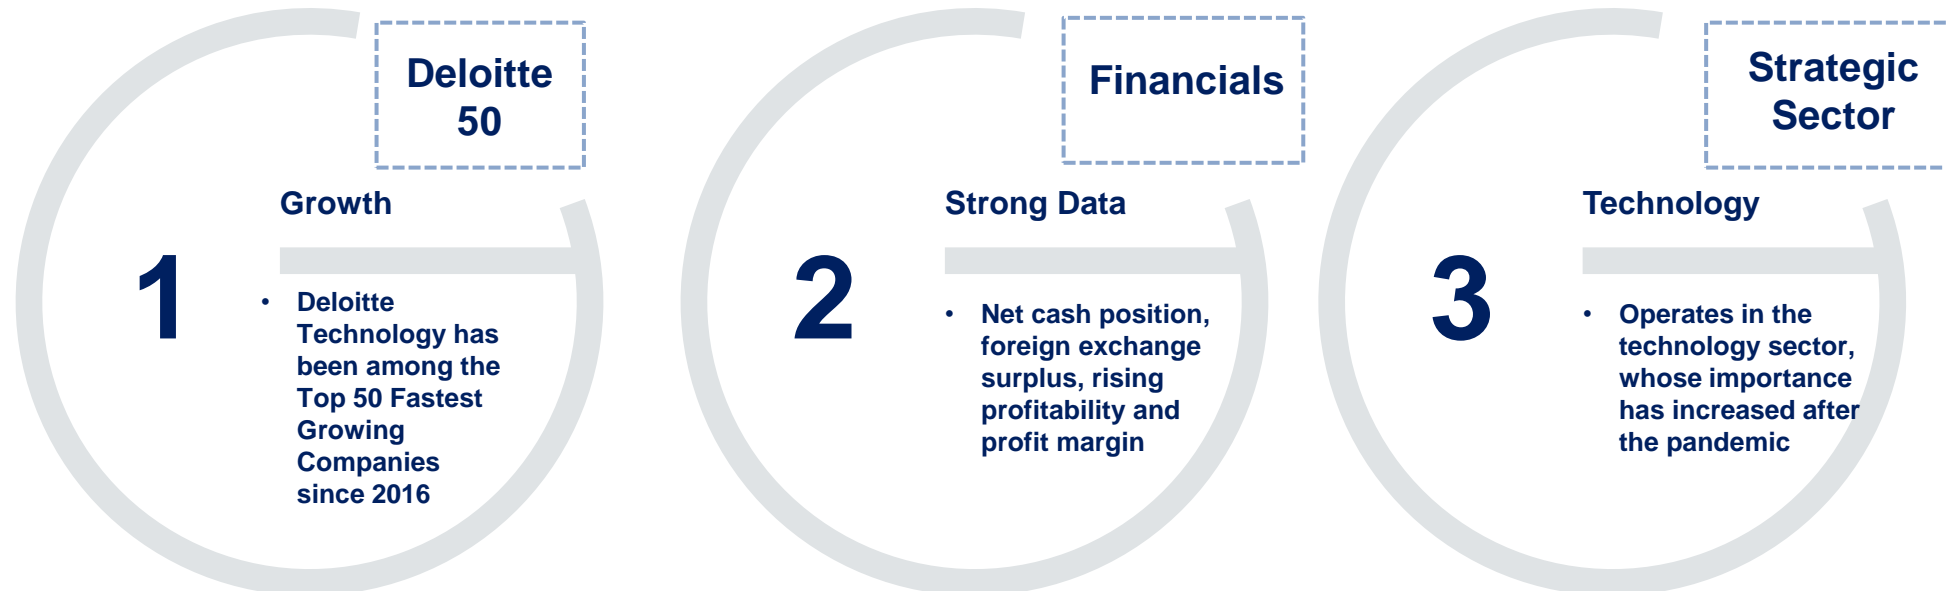 Deloitte
50
Growth
1
• Deloitte
Technology has
been among the
Top 50 Fastest
Growing
Companies
since 2016
Financials
Strong Data
2
• Net cash position,
foreign exchange
surplus, rising
profitability and
profit margin
Strategic
Sector
Technology
3
• Operates in the
technology sector,
whose importance
has increased after
the pandemic